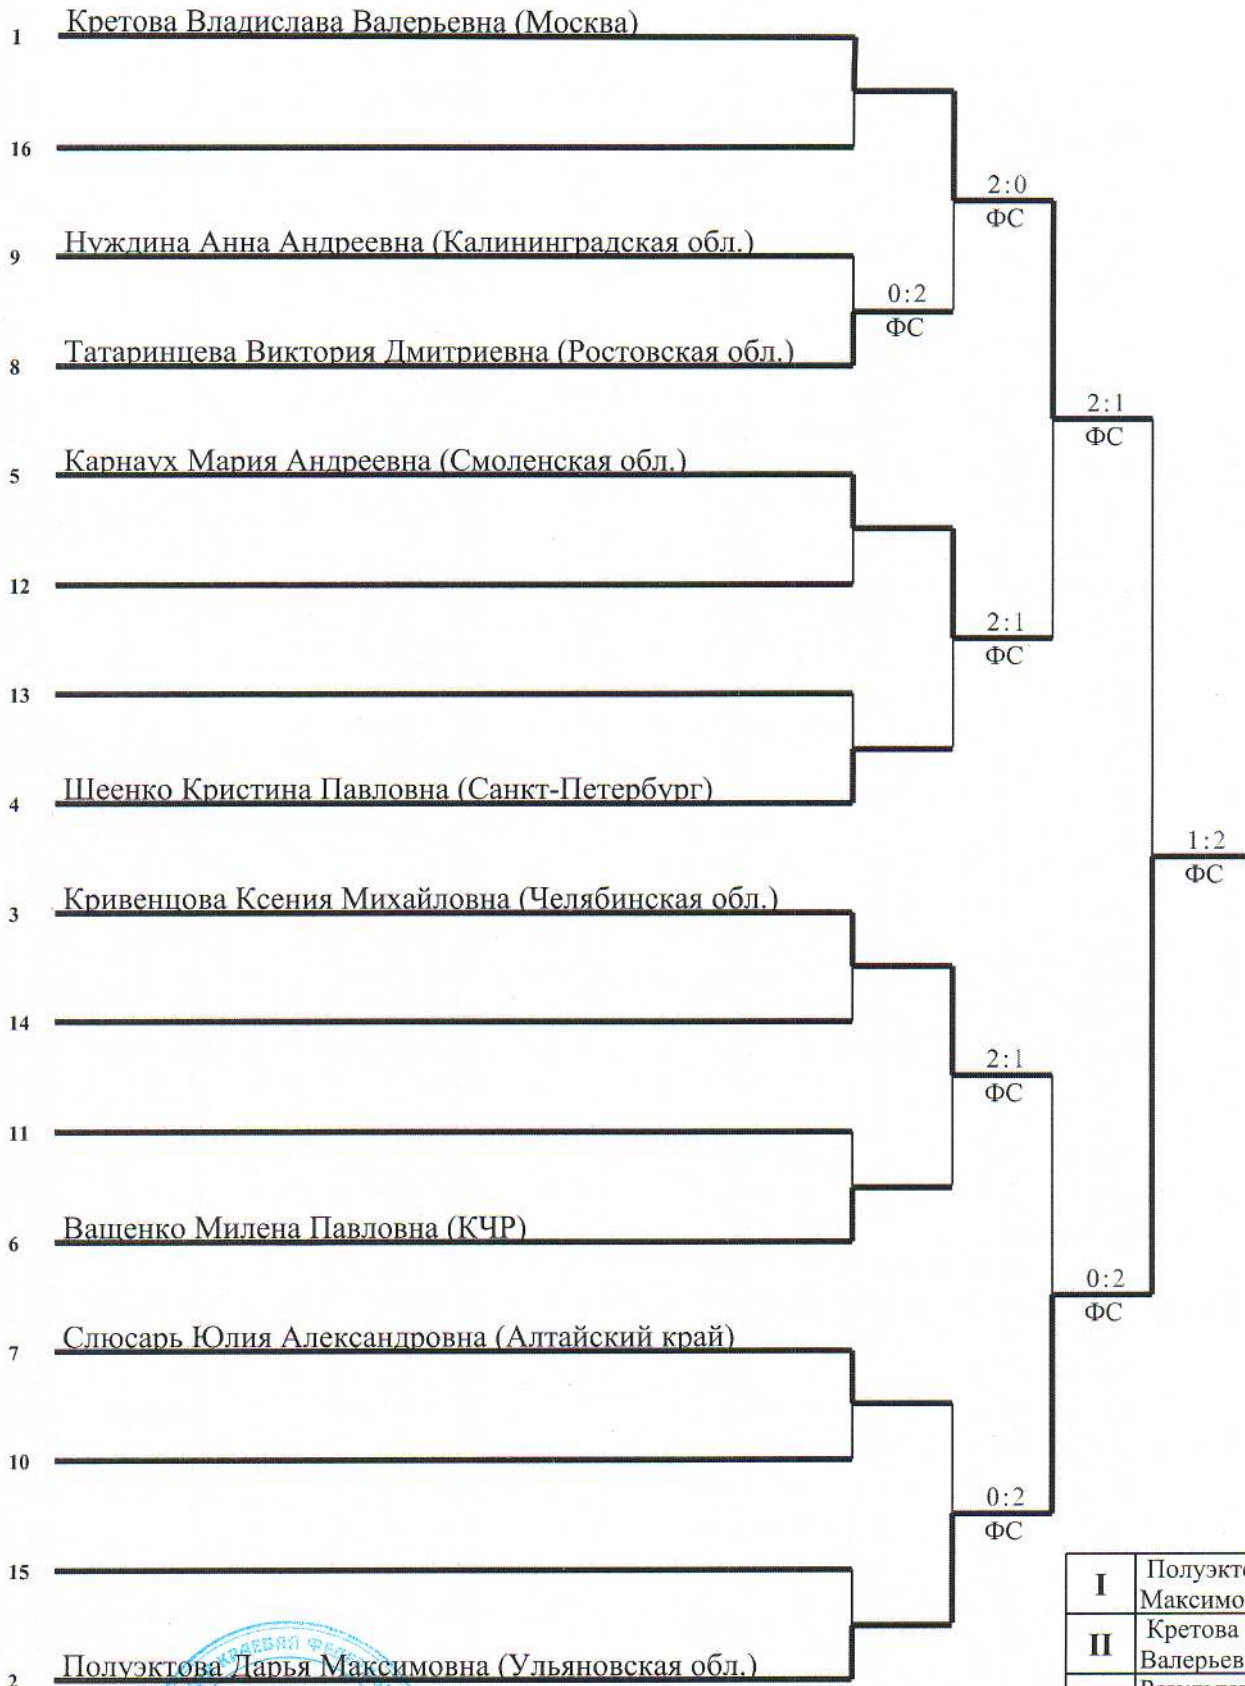 1 Кретова Владислава Валерьевна (Москва)
16
2:0
ФС
9 Нуждина Анна Андреевна (Калининградская обл.)
0:2
ФС
8 Татаринцева Виктория Дмитриевна (Ростовская обл.)
2:1
ФС
5 Карнаух Мария Андреевна (Смоленская обл.)
12
2:1
ФС
13
4 Шеенко Кристина Павловна (Санкт-Петербург)
1:2
ФС
3 Кривенцова Ксения Михайловна (Челябинская обл.)
14
2:1
ФС
11
6 Ващенко Милена Павловна (КЧР)
0:2
ФС
7 Слюсарь Юлия Александровна (Алтайский край)
10
0:2
ФС
15
I Полуэкто
Максимо
II Кретова
Валерьев
2 Полуэктова Дарья Максимовна (Ульяновская обл.)